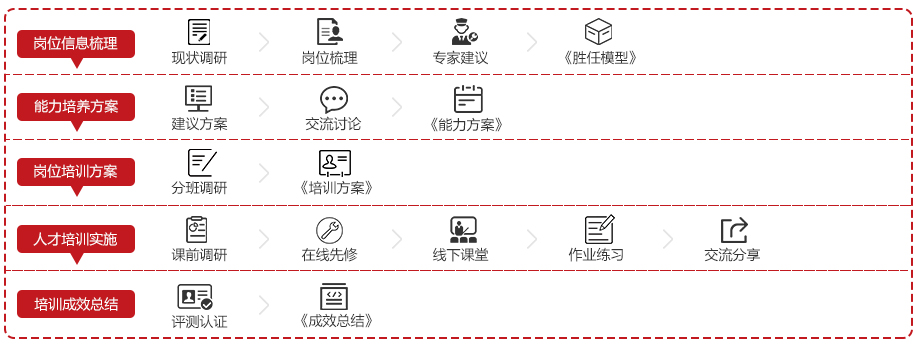 岗位信息梳理
现状调研
岗位梳理
专家建议
《胜任模型》
能力培养方案
建议方案
交流讨论
《能力方案》
岗位培训方案
分班调研
《培训方案》
人才培训实施
课前调研
在线先修
线下课堂
作业练习
交流分享
培训成效总结
评测认证
《成效总结》